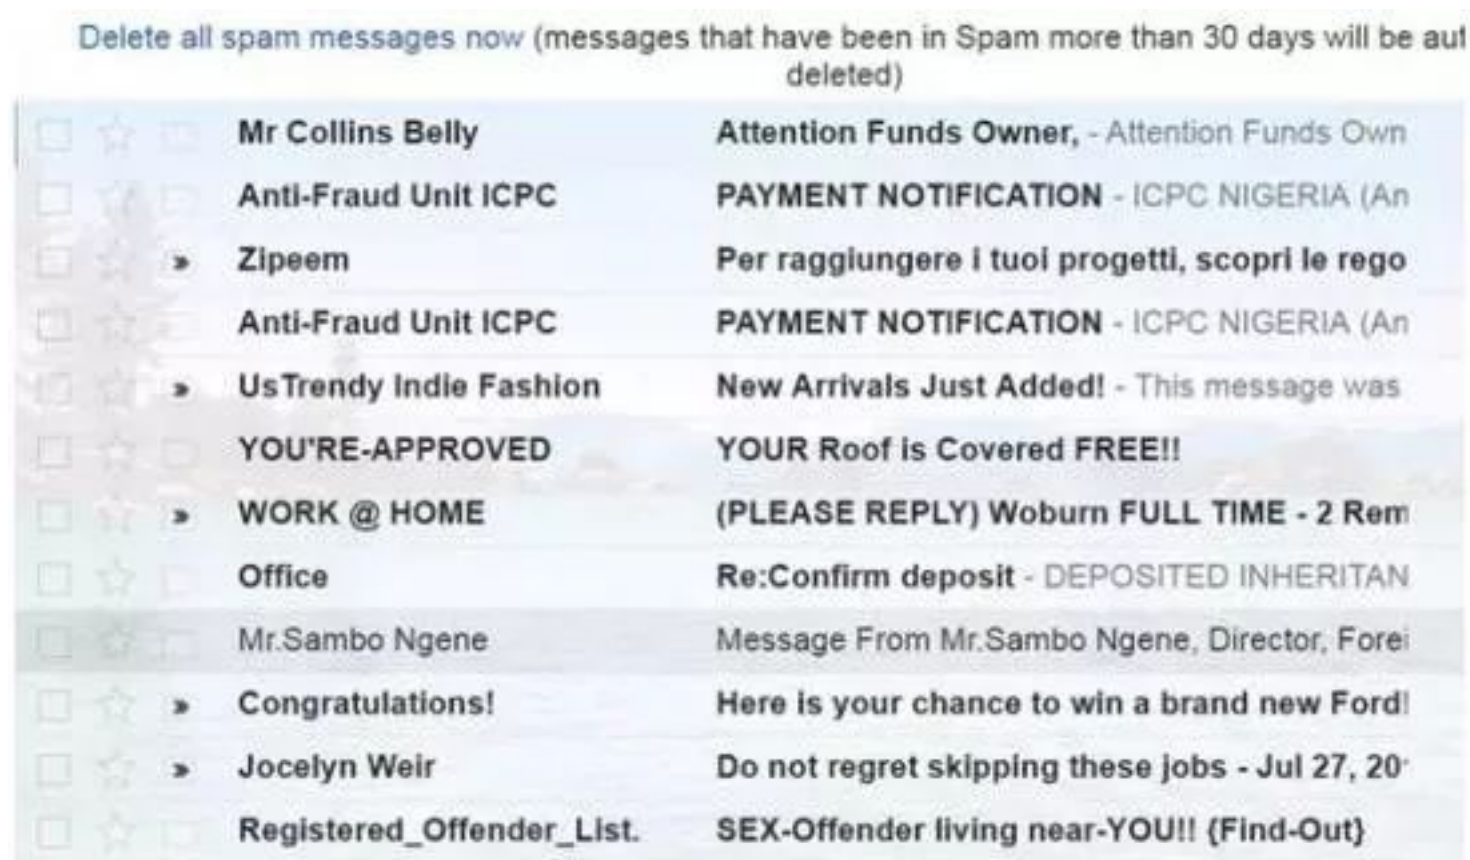 Delete all spam messages now (messages that have been in Spam more than 30 days will be aut
deleted)
Mr Collins Belly Attention Funds Owner, - Attention Funds Own
Anti-Fraud Unit ICPC PAYMENT NOTIFICATION - ICPC NIGERIA (An
» Zipeem Per raggiungere i tuoi progetti, scopri le rego
Anti-Fraud Unit ICPC PAYMENT NOTIFICATION - ICPC NIGERIA (An
» UsTrendy Indie Fashion New Arrivals Just Added! - This message was
YOU'RE-APPROVED YOUR Roof is Covered FREE!!
» WORK @ HOME (PLEASE REPLY) Woburn FULL TIME - 2 Rem
Office Re:Confirm deposit - DEPOSITED INHERITAN
Mr.Sambo Ngene Message From Mr.Sambo Ngene, Director, Forei
» Congratulations! Here is your chance to win a brand new Ford!
» Jocelyn Weir Do not regret skipping these jobs - Jul 27, 20
Registered_Offender_List. SEX-Offender living near-YOU!! {Find-Out}